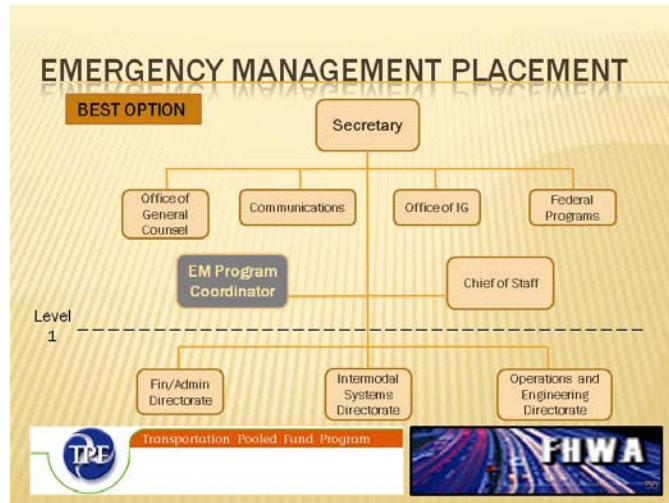 EMERGENCY MANAGEMENT PLACEMENT
BEST OPTION
Secretary
Office of
General
Counsel
Communications
Office of IG
Federal
Programs
EM Program
Coordinator
Chief of Staff
Level
1
Fin/Admin
Directorate
Intermodal
Systems
Directorate
Operations and
Engineering
Directorate
TPF
Transportation Pooled Fund Program
FHWA
50